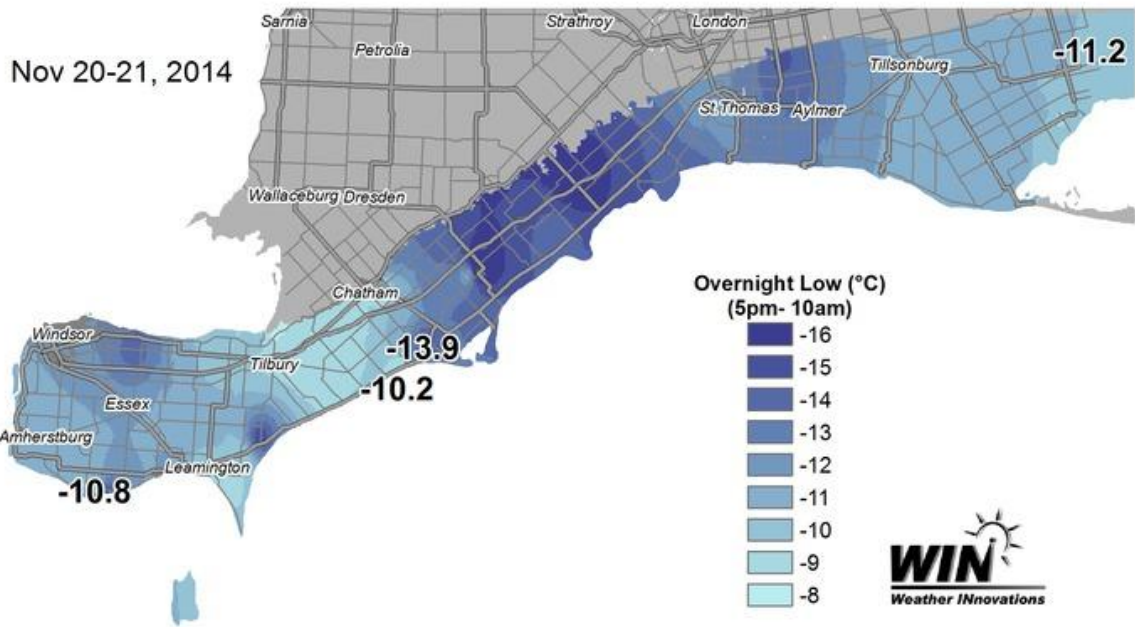 Sarnia
Strathroy
London
Petrolia
-11.2
Nov 20-21, 2014
Tillsonburg
St. Thomas
Aylmer
Wallaceburg
Dresden
Chatham
Overnight Low (°C)
(5pm- 10am)
-16
-15
-14
-13
-12
-11
-10
-9
-8
Windsor
-13.9
Tilbury
-10.2
Essex
Amherstburg
Leamington
-10.8
WIN
Weather INnovations